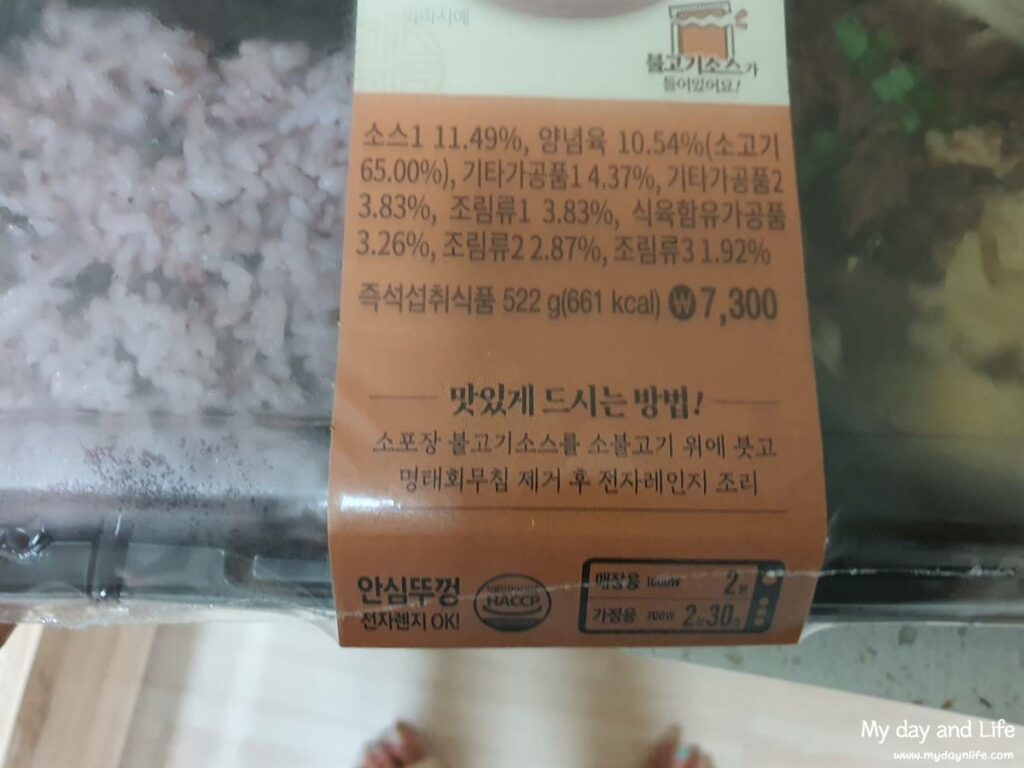 이미지예
불고기소스가
들어있어요!
소스1 11.49%, 양념육 10.54%(소고기
65.00%), 기타가공품1 4.37%, 기타가공품2
3.83%, 조림류1 3.83%, 식육함유가공품
3.26%, 조림류2 2.87%, 조림류3 1.92%
즉석섭취식품 522 g(661 kcal) ₩7,300
맛있게 드시는 방법!
소포장 불고기소스를 소불고기 위에 붓고
명태회무침 제거 후 전자레인지 조리
안심뚜껑
전자렌지 OK!
HACCP
매장용 1000W 2분
가정용 700W 2분30초
My day and Life
www.mydaynlife.com